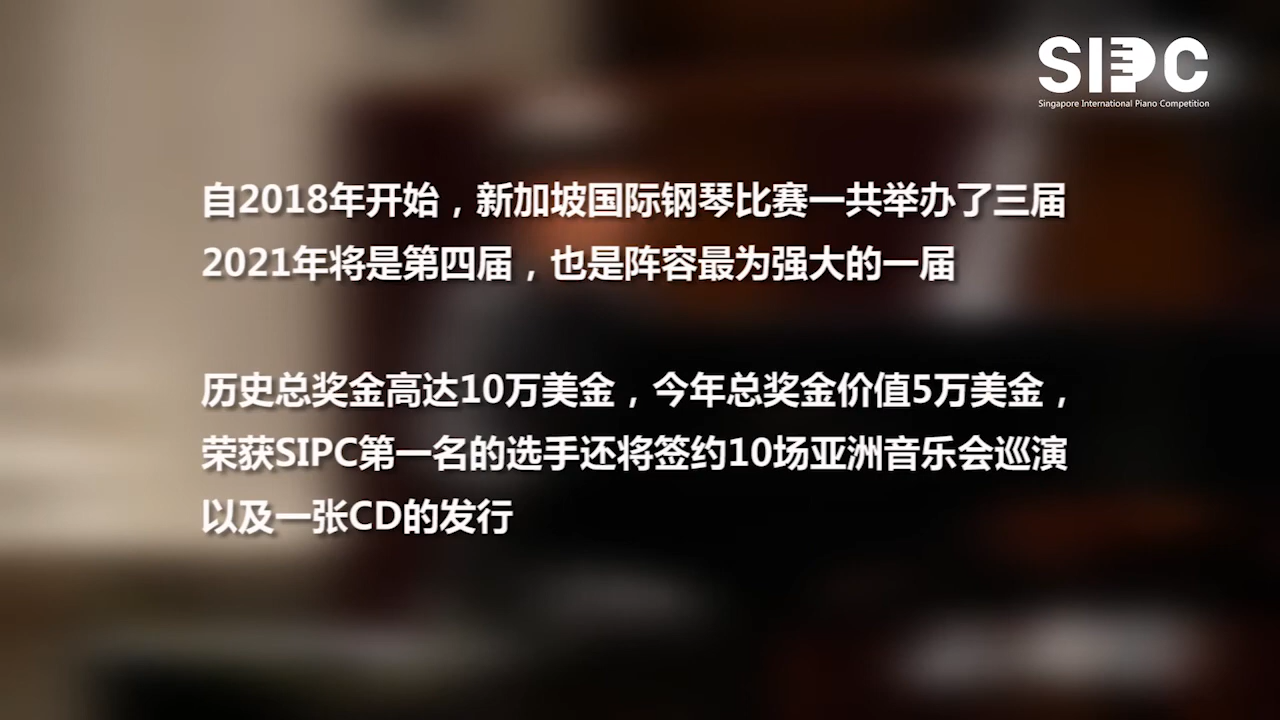 SIPC
Singapore International Piano Competition
自2018年开始，新加坡国际钢琴比赛一共举办了三届
2021年将是第四届，也是阵容最为强大的一届
历史总奖金高达10万美金，今年总奖金价值5万美金，
荣获SIPC第一名的选手还将签约10场亚洲音乐会巡演
以及一张CD的发行